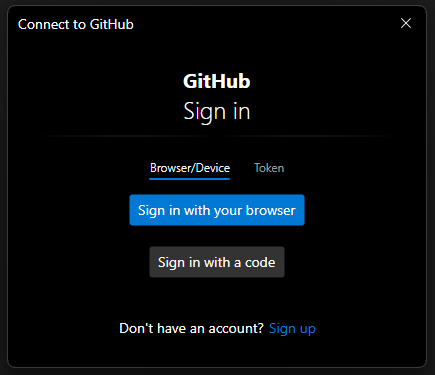 Connect to GitHub
GitHub
Sign in
Browser/Device Token
Sign in with your browser
Sign in with a code
Don't have an account? Sign up